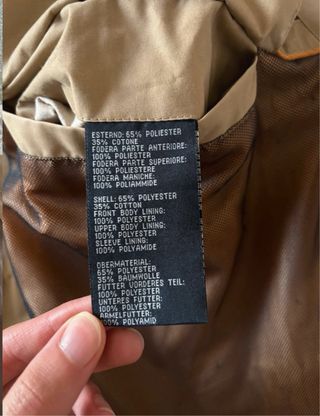 ESTERNO: 65% POLIESTER
35% COTONE
FODERA PARTE ANTERIORE:
100% POLIESTER
FODERA PARTE SUPERIORE:
100% POLIESTERE
FODERA MANICHE:
100% POLIAMMIDE
SHELL: 65% POLYESTER
35% COTTON
FRONT BODY LINING:
100% POLYESTER
UPPER BODY LINING:
100% POLYESTER
SLEEVE LINING:
100% POLYAMID
OBERMATERIAL:
65% POLYESTER
35% BAUMWOLLE
FUTTER VORDERES TEIL:
100% POLYESTER
UNTERES FUTTER:
100% POLYESTER
ARMELFUTTER:
100% POLYAMID